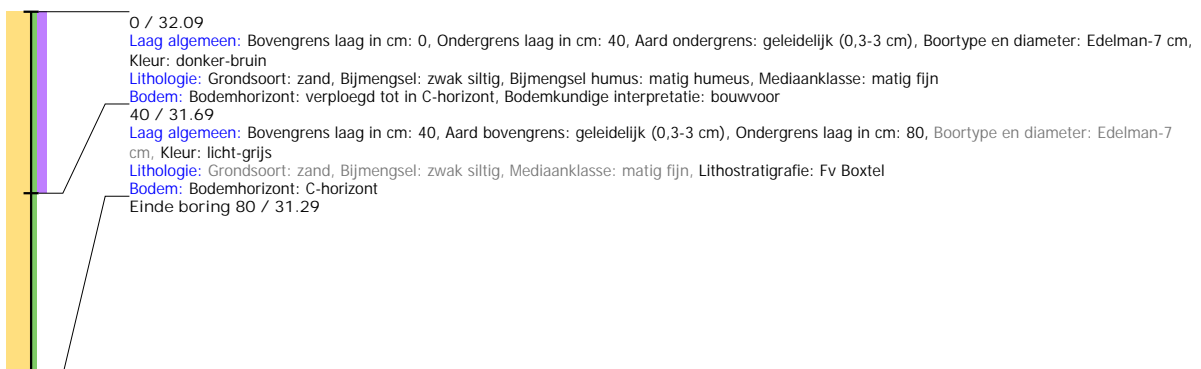 0 / 32.09
Laag algemeen: Bovengrens laag in cm: 0, Ondergrens laag in cm: 40, Aard ondergrens: geleidelijk (0,3-3 cm), Boortype en diameter: Edelman-7 cm,
Kleur: donker-bruin
Lithologie: Grondsoort: zand, Bijmengsel: zwak siltig, Bijmengsel humus: matig humeus, Mediaanklasse: matig fijn
Bodem: Bodemhorizont: verploegd tot in C-horizont, Bodemkundige interpretatie: bouwvoor
40 / 31.69
Laag algemeen: Bovengrens laag in cm: 40, Aard bovengrens: geleidelijk (0,3-3 cm), Ondergrens laag in cm: 80, Boortype en diameter: Edelman-7
cm, Kleur: licht-grijs
Lithologie: Grondsoort: zand, Bijmengsel: zwak siltig, Mediaanklasse: matig fijn, Lithostratigrafie: Fv Boxtel
Bodem: Bodemhorizont: C-horizont
Einde boring 80 / 31.29